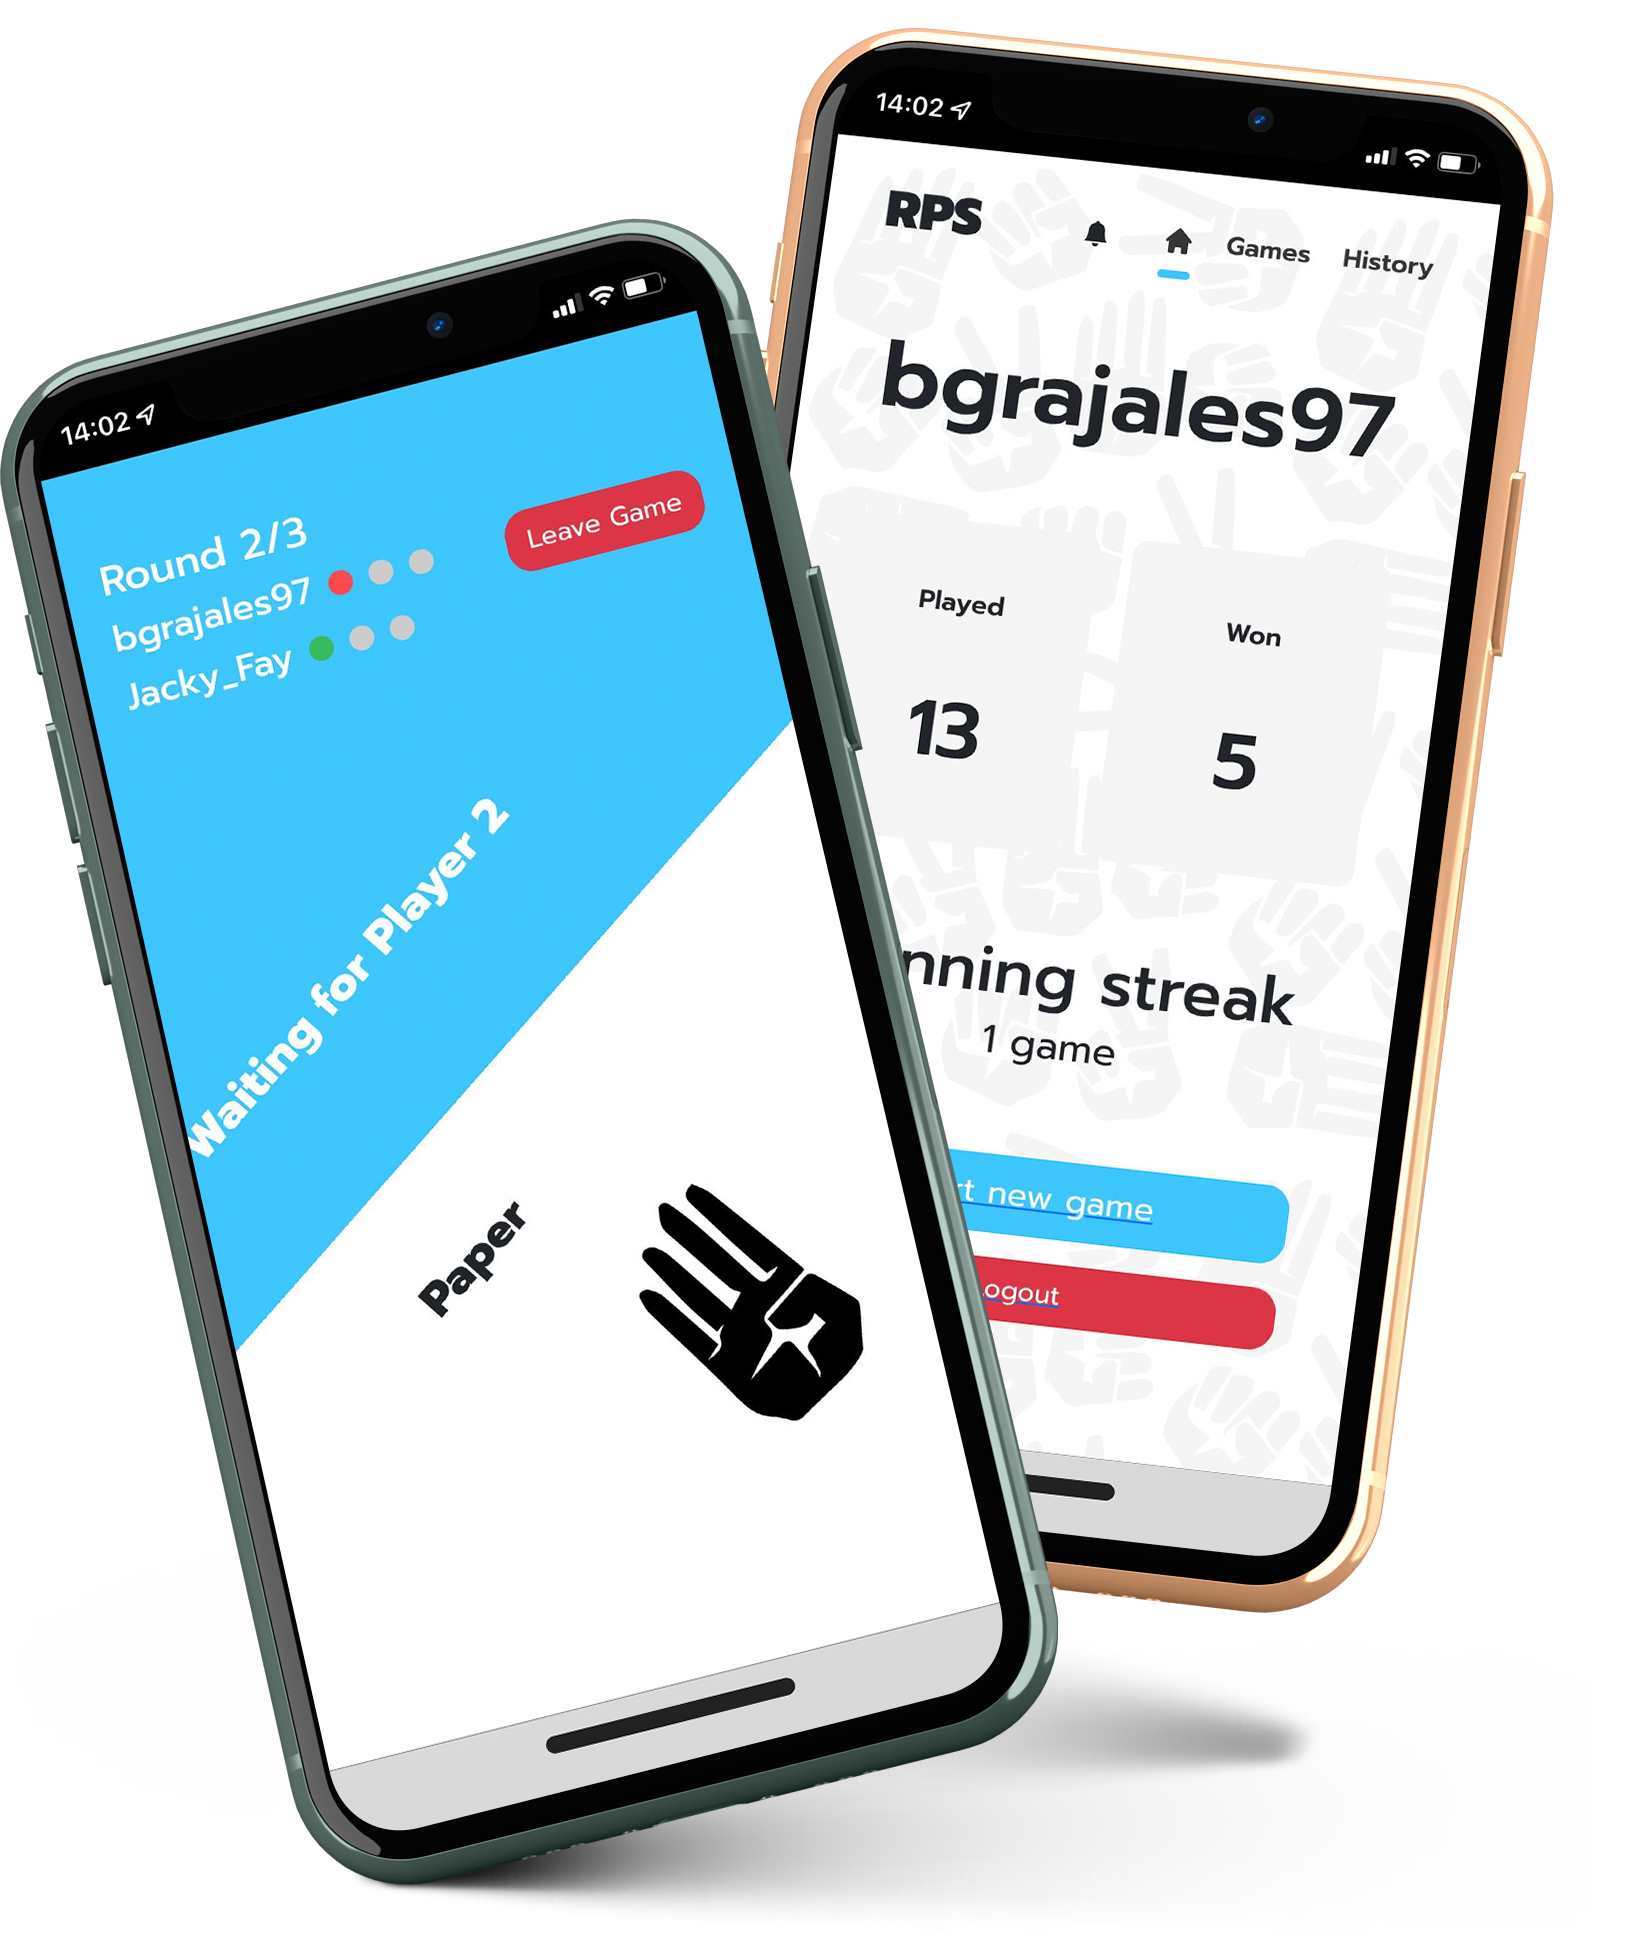 14:02
Round 2/3
bgrajales97
Jacky_Fay
Leave Game
Waiting for Player 2
Paper
14:02
RPS
Games
History
bgrajales97
Played
13
Won
5
nning streak
1 game
rt new game
ogout